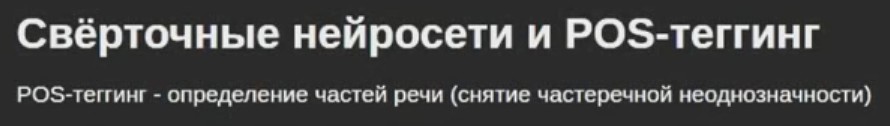 Свёрточные нейросети и POS-теггинг
POS-теггинг - определение частей речи (снятие частеречной неоднозначности)